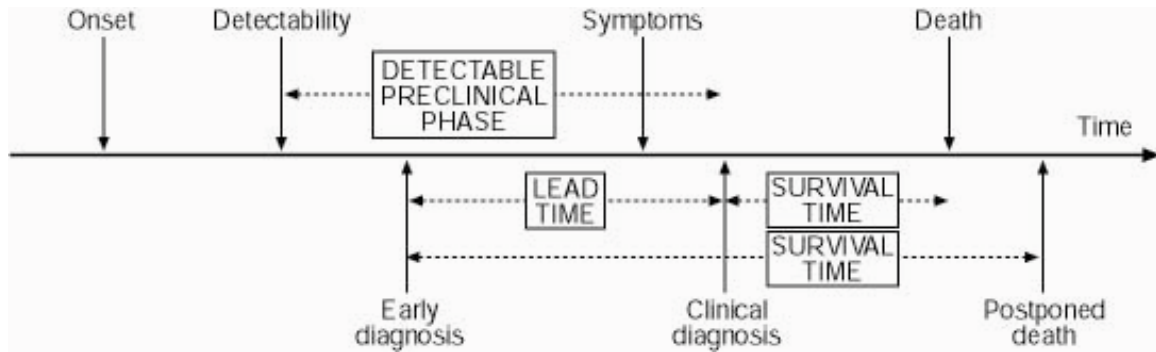 Onset Detectability Symptoms Death
DETECTABLE
PRECLINICAL
PHASE
Time
LEAD
TIME
SURVIVAL
TIME
SURVIVAL
TIME
Early
diagnosis
Clinical
diagnosis
Postponed
death